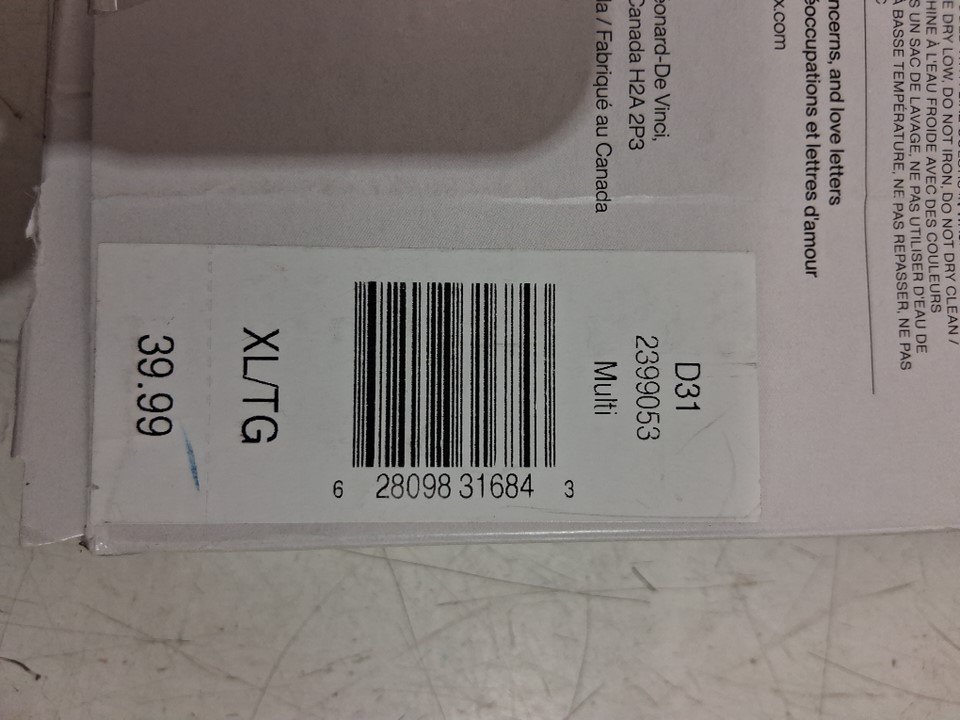 E DRY LOW, DO NOT IRON, DO NOT DRY CLEAN /
HINE À L'EAU FROIDE AVEC DES COULEURS
S UN SAC DE LAVAGE, NE PAS UTILISER D'EAU DE
À BASSE TEMPÉRATURE, NE PAS REPASSER, NE PAS
C
ncerns, and love letters
éoccupations et lettres d'amour
x.com
eonard-De Vinci,
Canada H2A 2P3
la / Fabriqué au Canada
D31
2399053
Multi
6 28098 31684 3
XL/TG
39.99